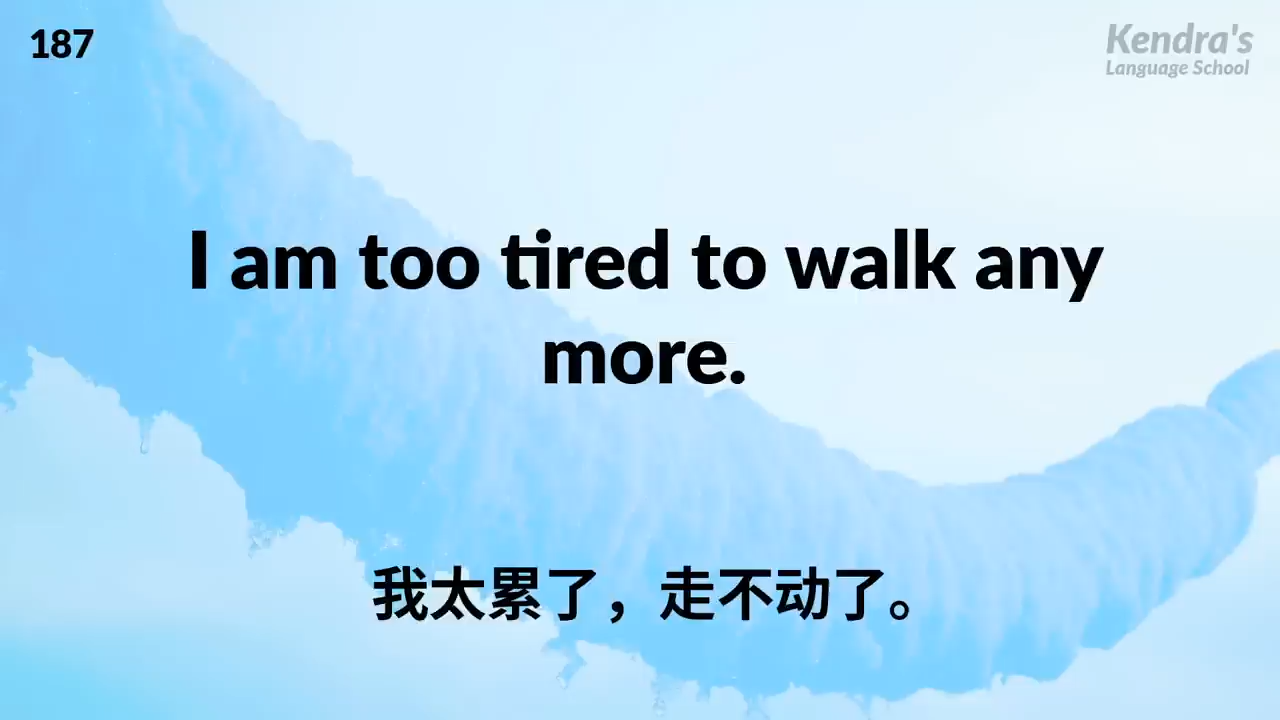 187
Kendra's
Language School
I am too tired to walk any
more.
我太累了，走不动了。